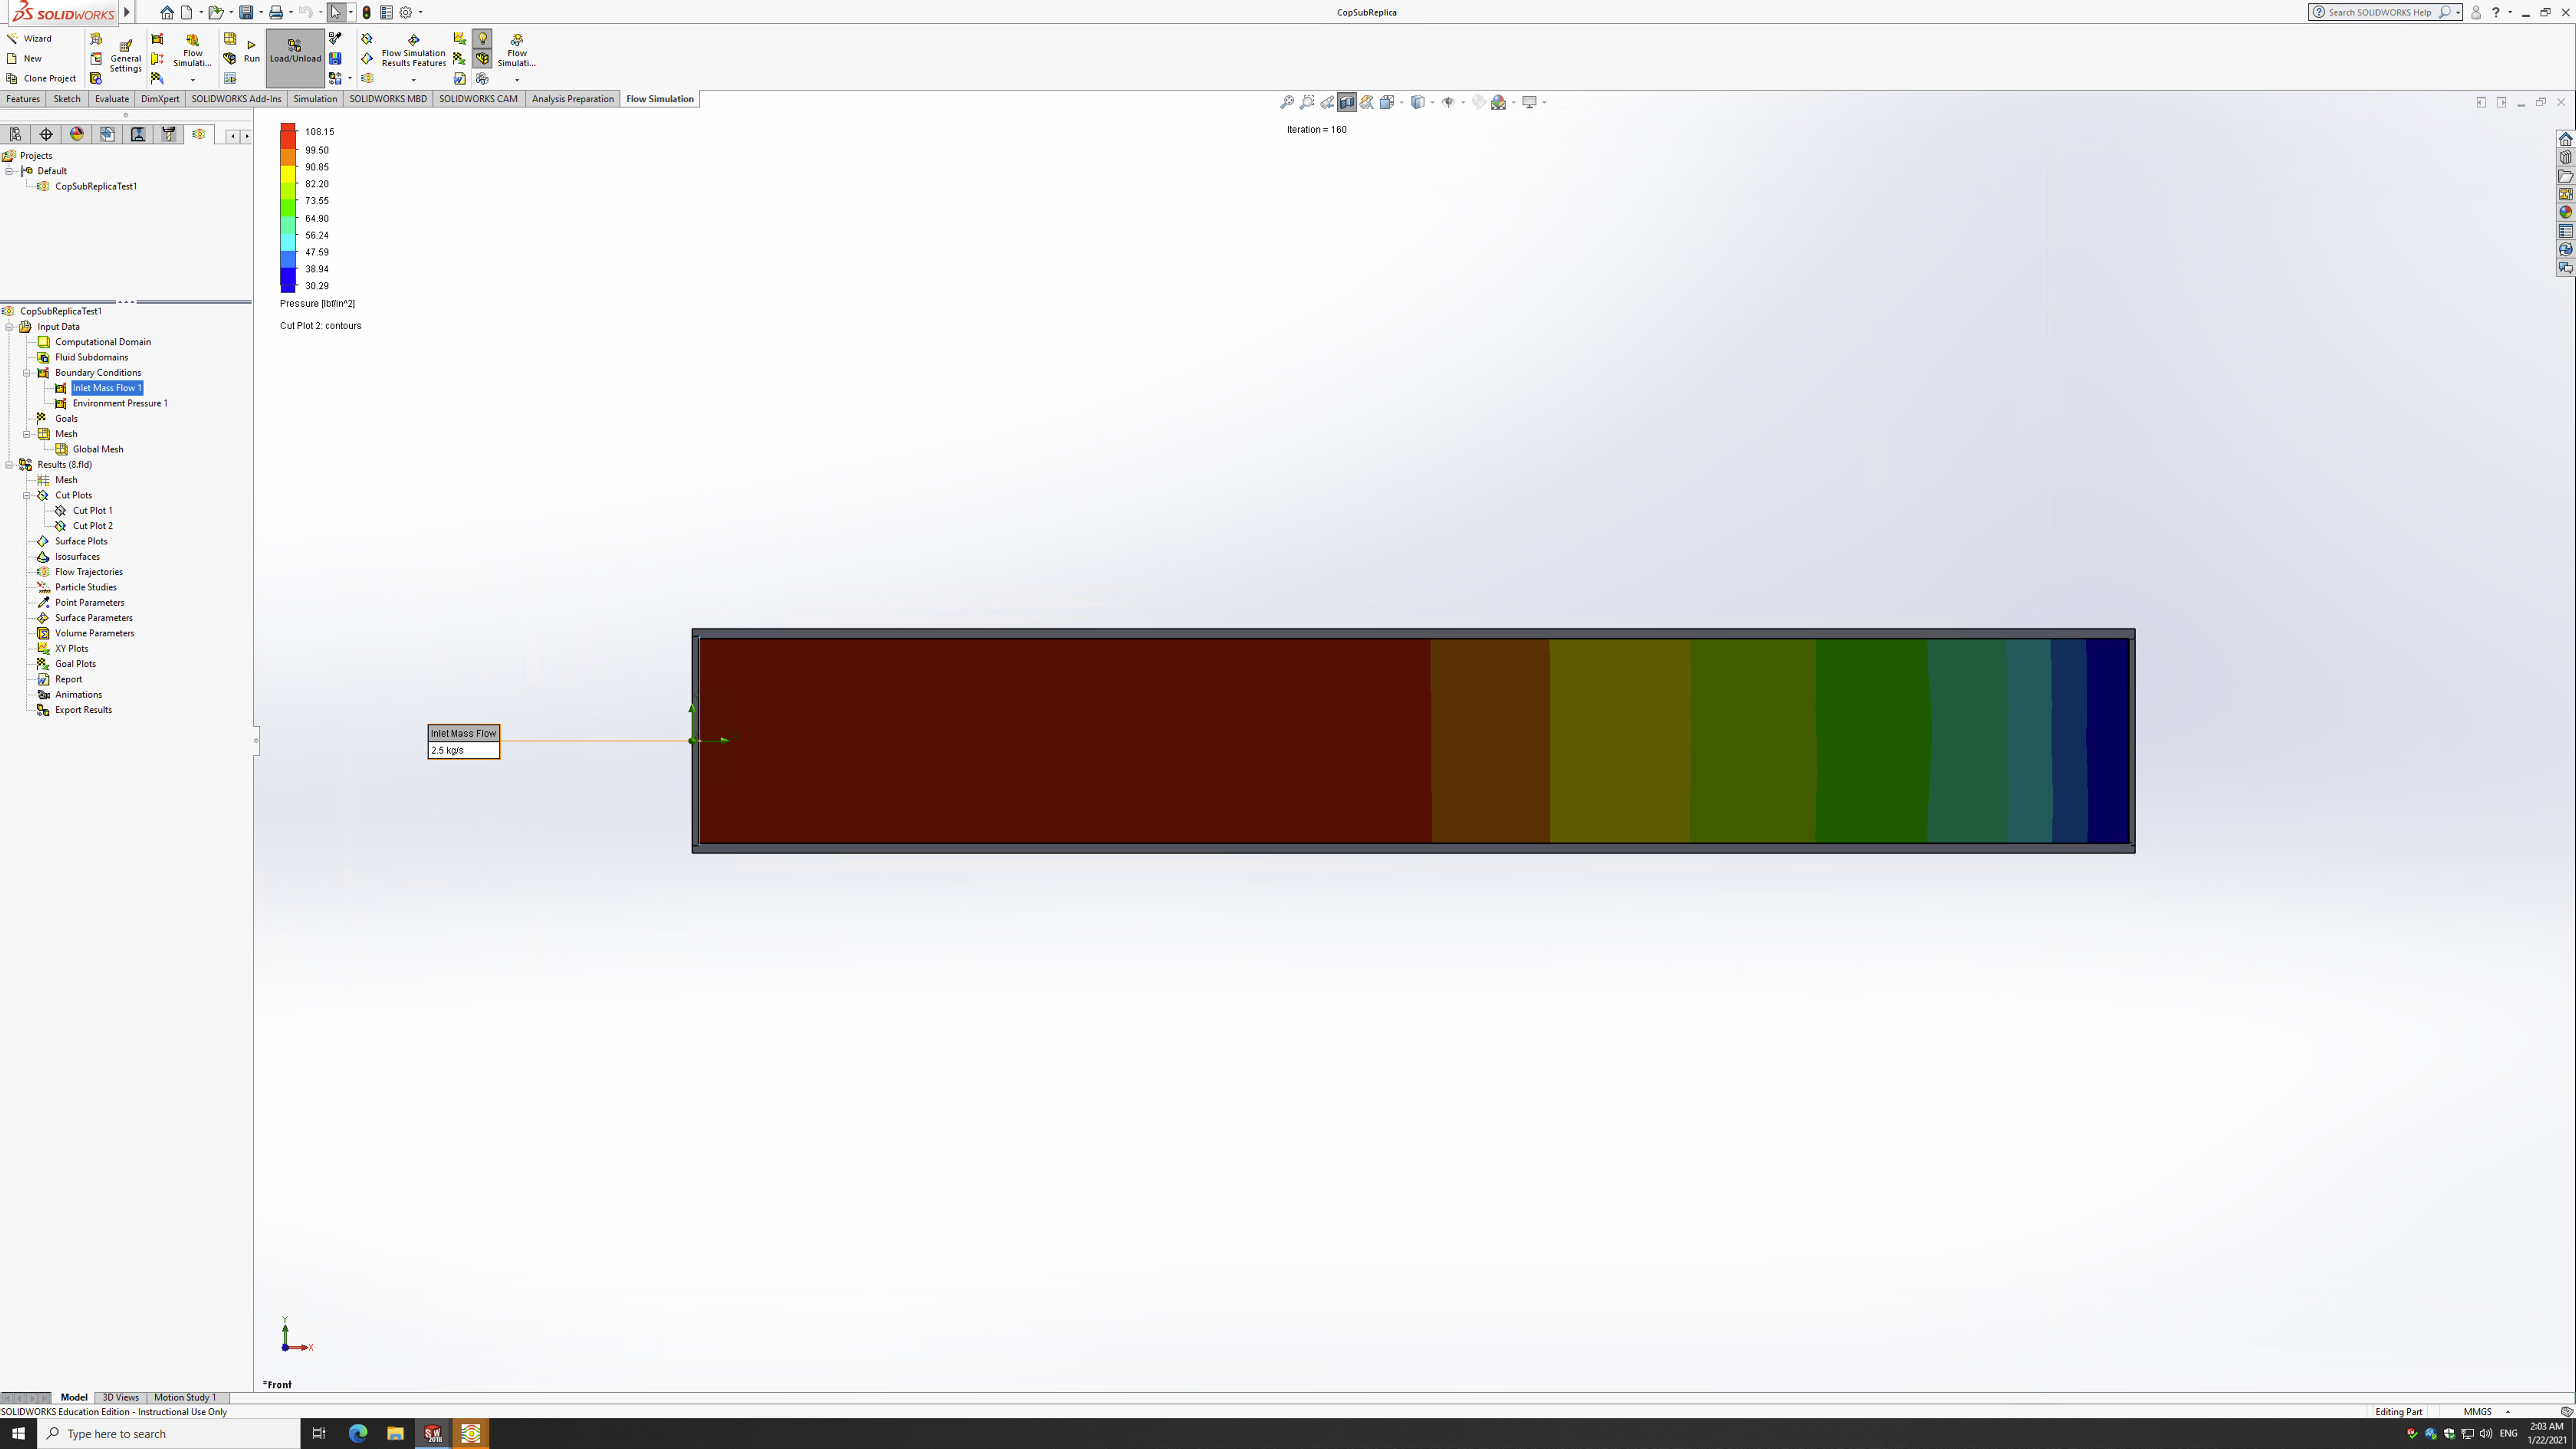 SOLIDWORKS
CopSubReplica
Search SOLIDWORKS Help
Wizard
New
Clone Project
General
Settings
Flow
Simulati...
Run
Load/Unload
Flow Simulation
Results Features
Flow
Simulati...
Features
Sketch
Evaluate
DimXpert
SOLIDWORKS Add-Ins
Simulation
SOLIDWORKS MBD
SOLIDWORKS CAM
Analysis Preparation
Flow Simulation
Projects
Default
CopSubReplicaTest1
CopSubReplicaTest1
Input Data
Computational Domain
Fluid Subdomains
Boundary Conditions
Inlet Mass Flow 1
Environment Pressure 1
Goals
Mesh
Global Mesh
Results (8.fld)
Mesh
Cut Plots
Cut Plot 1
Cut Plot 2
Surface Plots
Isosurfaces
Flow Trajectories
Particle Studies
Point Parameters
Surface Parameters
Volume Parameters
XY Plots
Goal Plots
Report
Animations
Export Results
108.15
99.50
90.85
82.20
73.55
64.90
56.24
47.59
38.94
30.29
Pressure [lbf/in^2]
Cut Plot 2: contours
Iteration = 160
Inlet Mass Flow
2.5 kg/s
Y
X
*Front
Model
3D Views
Motion Study 1
SOLIDWORKS Education Edition - Instructional Use Only
Editing Part
MMGS
Type here to search
SW
2018
ENG
2:03 AM
1/22/2021